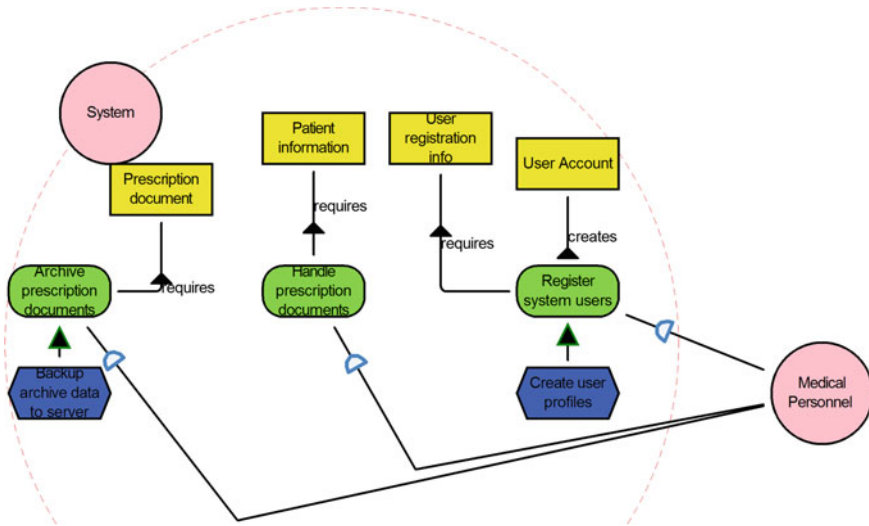 System
Patient
information
User
registration
info
User Account
Prescription
document
requires
creates
requires
requires
Archive
prescription
documents
Handle
prescription
documents
Register
system users
Backup
archive data
to server
Create user
profiles
Medical
Personnel